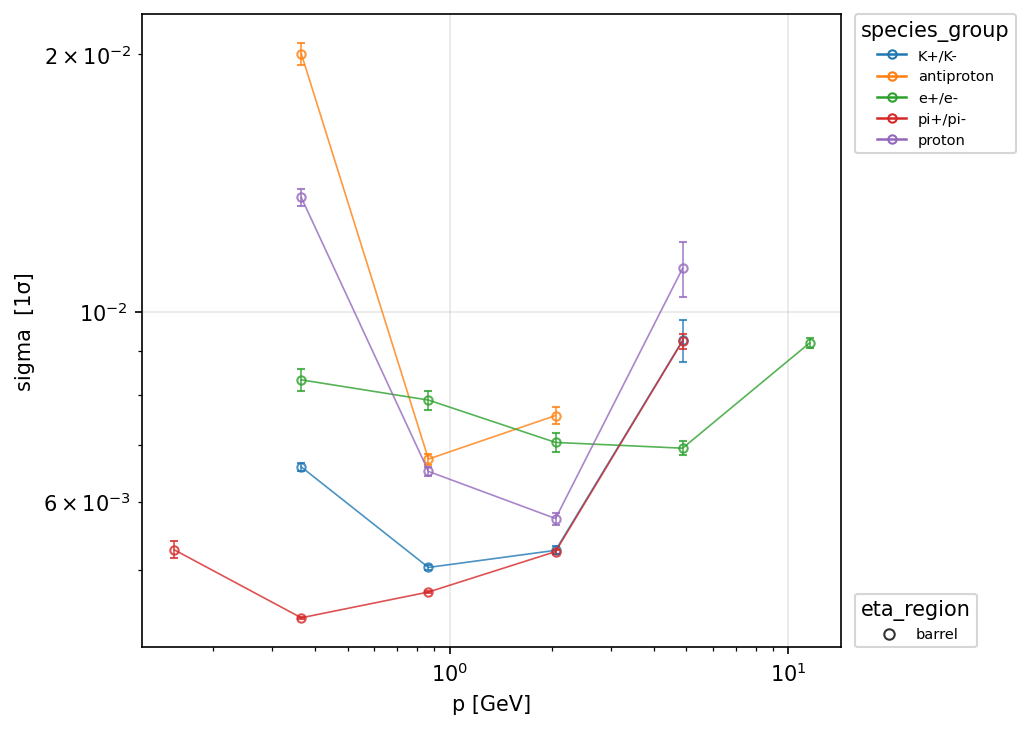 species_group
K+/K-
antiproton
e+/e-
pi+/pi-
proton
2 × 10⁻²
10⁻²
6 × 10⁻³
sigma [1σ]
eta_region
barrel
10⁰
10¹
p [GeV]